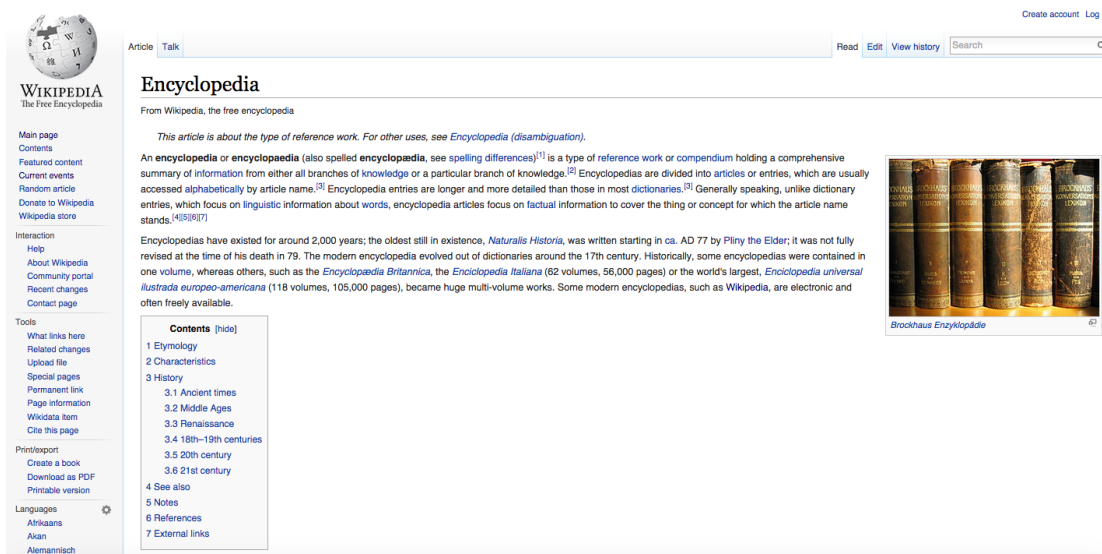 Create account Log
Article Talk
Read Edit View history Search
WIKIPEDIA
The Free Encyclopedia
Main page
Contents
Featured content
Current events
Random article
Donate to Wikipedia
Wikipedia store
Interaction
Help
About Wikipedia
Community portal
Recent changes
Contact page
Tools
What links here
Related changes
Upload file
Special pages
Permanent link
Page information
Wikidata item
Cite this page
Print/export
Create a book
Download as PDF
Printable version
Languages
Afrikaans
Akan
Alemannisch
Encyclopedia
From Wikipedia, the free encyclopedia
This article is about the type of reference work. For other uses, see Encyclopedia (disambiguation).
An encyclopedia or encyclopaedia (also spelled encyclopædia, see spelling differences)[1] is a type of reference work or compendium holding a comprehensive
summary of information from either all branches of knowledge or a particular branch of knowledge.[2] Encyclopedias are divided into articles or entries, which are usually
accessed alphabetically by article name.[3] Encyclopedia entries are longer and more detailed than those in most dictionaries.[3] Generally speaking, unlike dictionary
entries, which focus on linguistic information about words, encyclopedia articles focus on factual information to cover the thing or concept for which the article name
stands.[4][5][6][7]
Encyclopedias have existed for around 2,000 years; the oldest still in existence, Naturalis Historia, was written starting in ca. AD 77 by Pliny the Elder; it was not fully
revised at the time of his death in 79. The modern encyclopedia evolved out of dictionaries around the 17th century. Historically, some encyclopedias were contained in
one volume, whereas others, such as the Encyclopædia Britannica, the Enciclopedia Italiana (62 volumes, 56,000 pages) or the world's largest, Enciclopedia universal
ilustrada europeo-americana (118 volumes, 105,000 pages), became huge multi-volume works. Some modern encyclopedias, such as Wikipedia, are electronic and
often freely available.
Brockhaus Enzyklopädie
Contents [hide]
1 Etymology
2 Characteristics
3 History
3.1 Ancient times
3.2 Middle Ages
3.3 Renaissance
3.4 18th–19th centuries
3.5 20th century
3.6 21st century
4 See also
5 Notes
6 References
7 External links